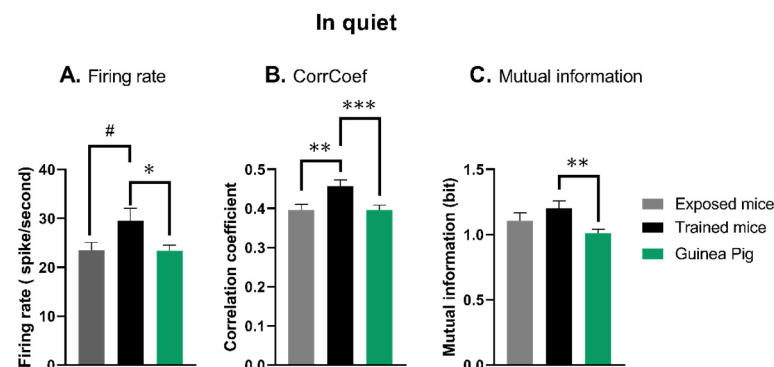 In quiet
A. Firing rate
B. CorrCoef
C. Mutual information
#
*
**
***
**
Firing rate ( spike/second)
40
30
20
10
0
Correlation coefficient
0.5
0.4
0.3
0.2
0.1
0.0
Mutual information (bit)
1.5
1.0
0.5
0.0
Exposed mice
Trained mice
Guinea Pig